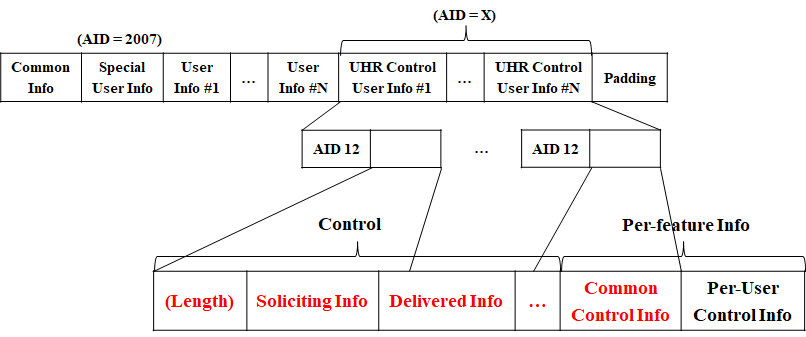 (AID = X)
(AID = 2007)
Common Info
Special User Info
User Info #1
...
User Info #N
UHR Control User Info #1
...
UHR Control User Info #N
Padding
AID 12
...
AID 12
Control
Per-feature Info
(Length)
Soliciting Info
Delivered Info
...
Common Control Info
Per-User Control Info